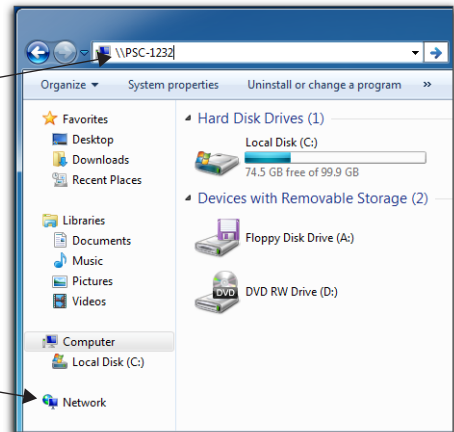 \\PSC-1232
Organize System properties Uninstall or change a program »
Favorites
Desktop
Downloads
Recent Places
Libraries
Documents
Music
Pictures
Videos
Computer
Local Disk (C:)
Network
Hard Disk Drives (1)
Local Disk (C:)
74.5 GB free of 99.9 GB
Devices with Removable Storage (2)
Floppy Disk Drive (A:)
DVD
DVD RW Drive (D:)